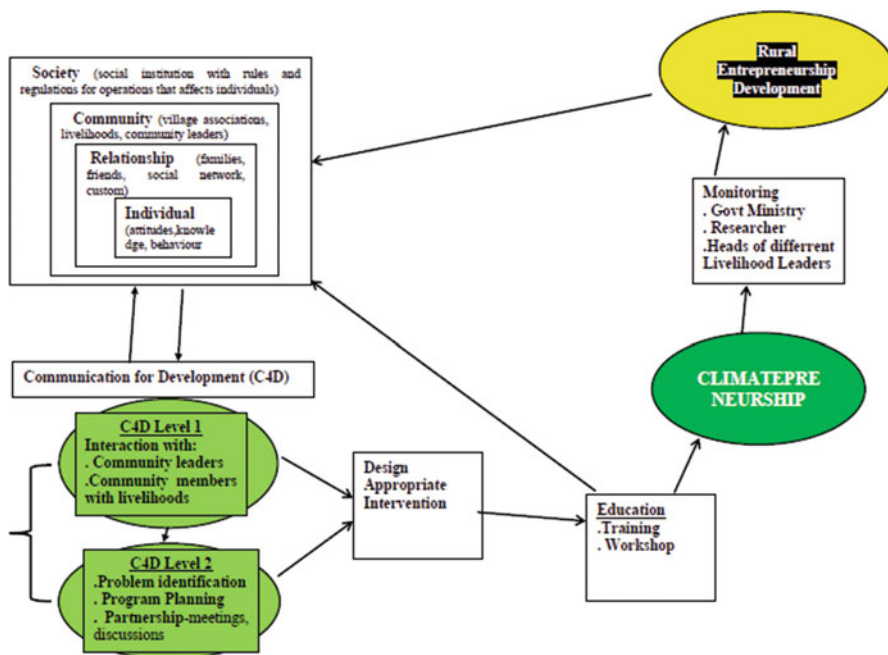 Society (social institution with rules and
regulations for operations that affects individuals)
Community (village associations,
livelihoods, community leaders)
Relationship (families,
friends, social network,
custom)
Individual
(attitudes,knowle
dge, behaviour
Communication for Development (C4D)
C4D Level 1
Interaction with:
. Community leaders
.Community members
with livelihoods
C4D Level 2
.Problem identification
. Program Planning
. Partnership-meetings,
discussions
Design
Appropriate
Intervention
Education
.Training
. Workshop
CLIMATEPRE
NEURSHIP
Monitoring
. Govt Ministry
. Researcher
.Heads of differrent
Livelihood Leaders
Rural
Entrepreneurship
Development